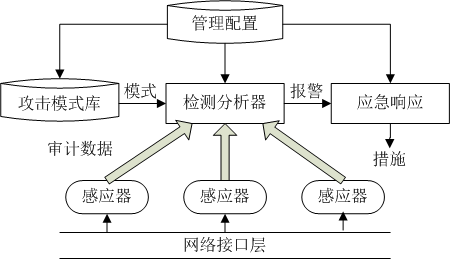 管理配置
攻击模式库
模式
检测分析器
报警
应急响应
审计数据
措施
感应器
感应器
感应器
网络接口层